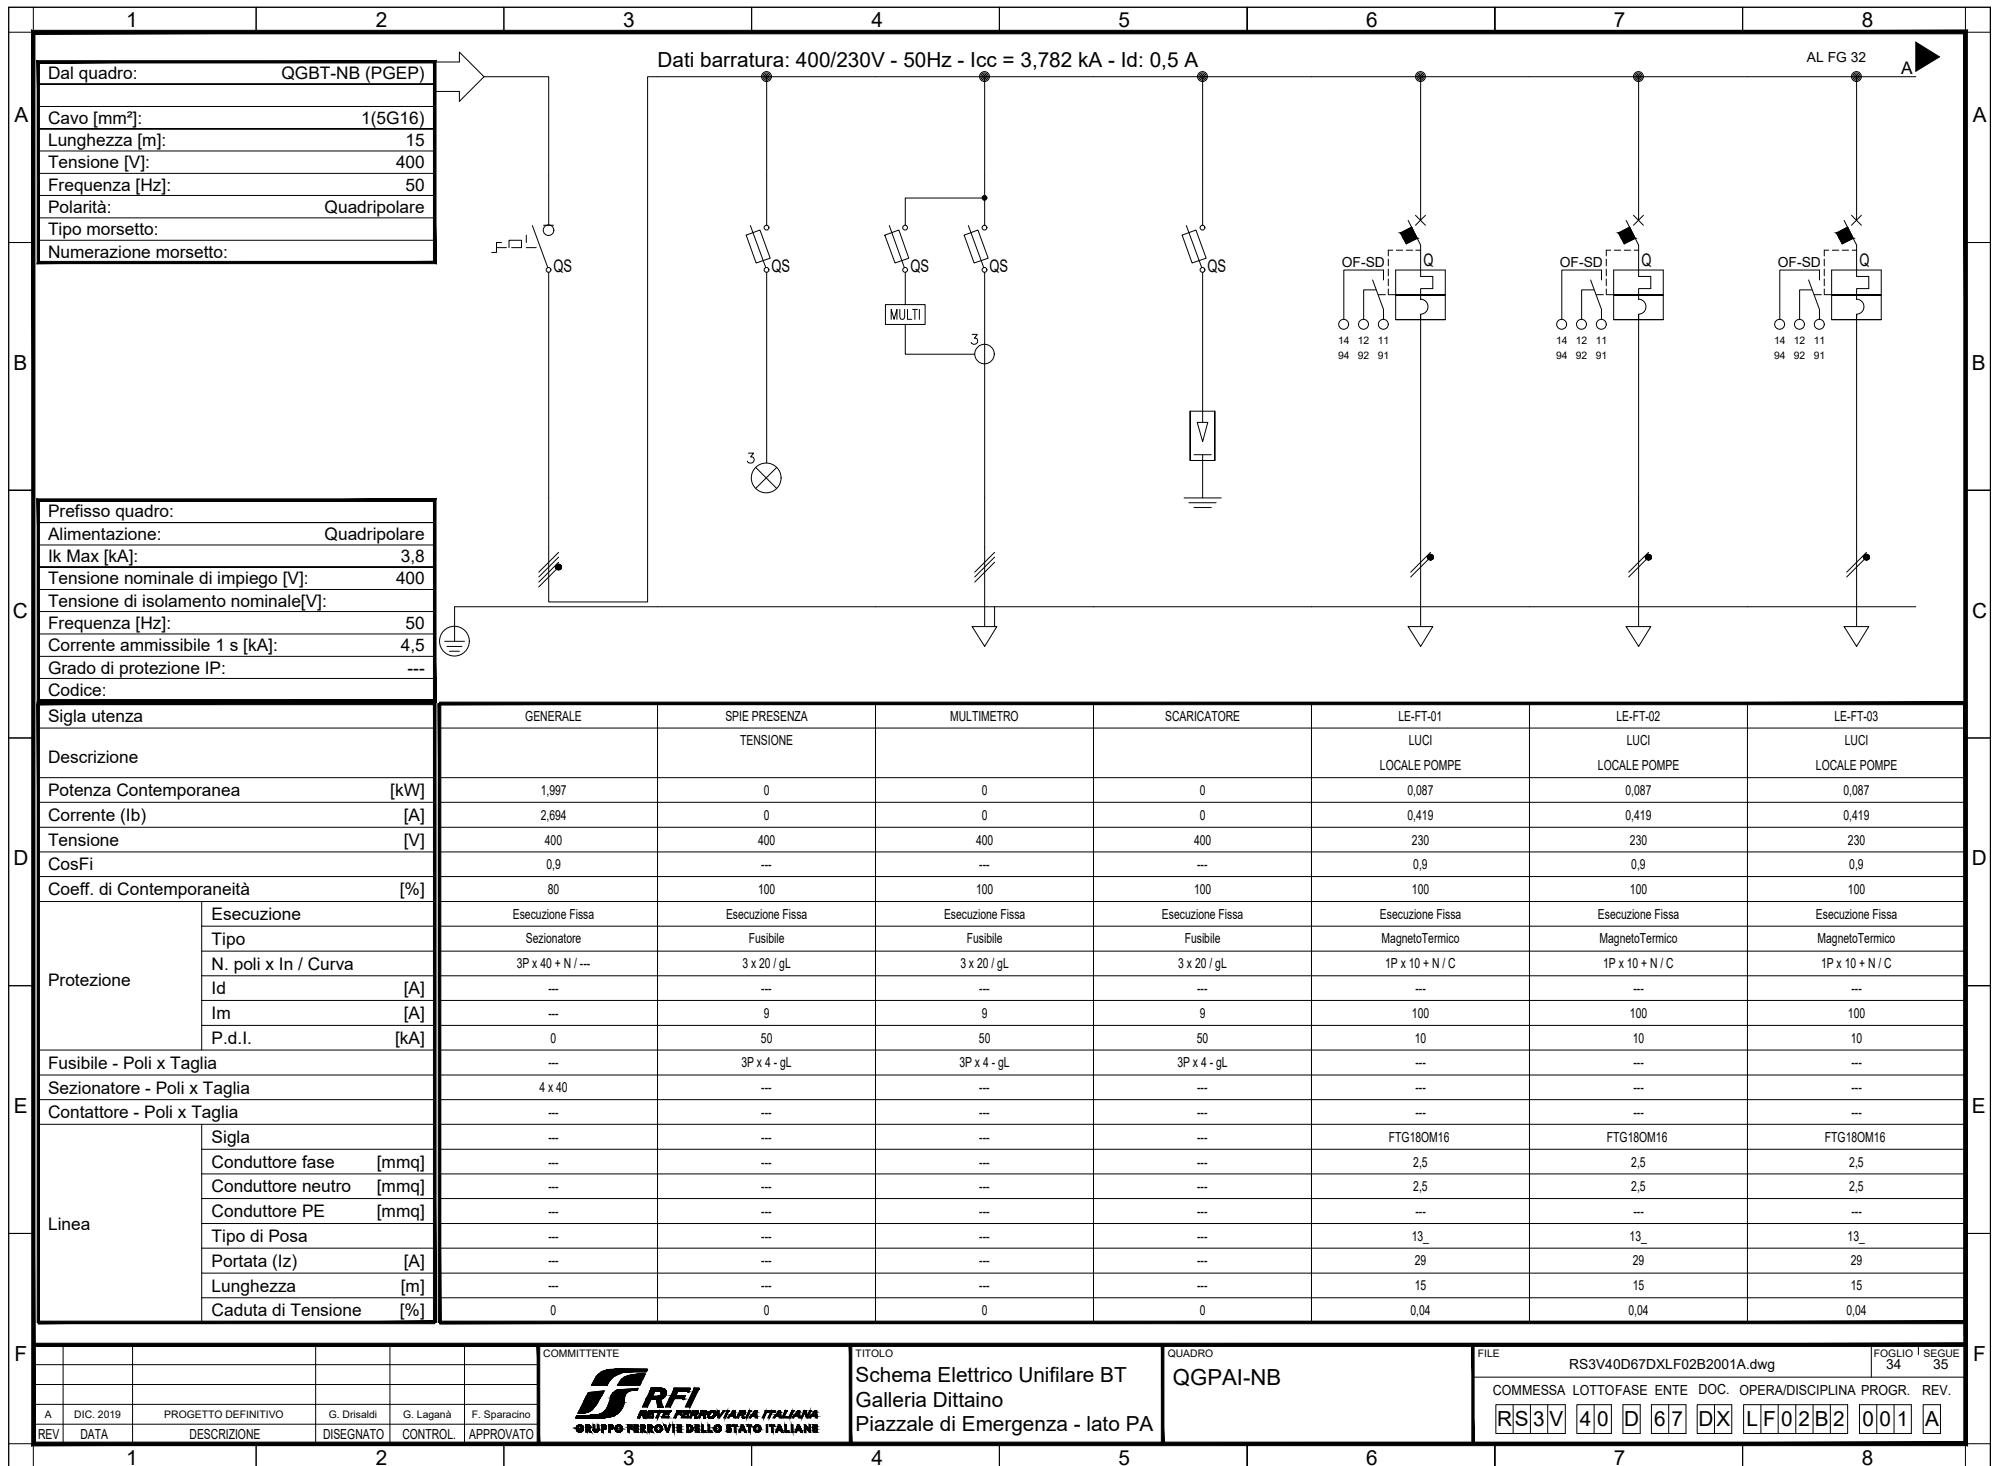 1 2 3 4 5 6 7 8
Dati barratura: 400/230V - 50Hz - Icc = 3,782 kA - Id: 0,5 A
AL FG 32
A
Dal quadro: QGBT-NB (PGEP)
Cavo [mm²]: 1(5G16)
Lunghezza [m]: 15
Tensione [V]: 400
Frequenza [Hz]: 50
Polarità: Quadripolare
Tipo morsetto:
Numerazione morsetto:
A A
QS QS QS QS QS
OF-SD Q OF-SD Q OF-SD Q
MULTI
3
14 12 11 14 12 11 14 12 11
94 92 91 94 92 91 94 92 91
B B
3
Prefisso quadro:
Alimentazione: Quadripolare
Ik Max [kA]: 3,8
Tensione nominale di impiego [V]: 400
Tensione di isolamento nominale[V]:
Frequenza [Hz]: 50
Corrente ammissibile 1 s [kA]: 4,5
Grado di protezione IP: ---
Codice:
C C
Sigla utenza GENERALE SPIE PRESENZA MULTIMETRO SCARICATORE LE-FT-01 LE-FT-02 LE-FT-03
Descrizione TENSIONE LUCI LUCI LUCI
LOCALE POMPE LOCALE POMPE LOCALE POMPE
Potenza Contemporanea [kW] 1,997 0 0 0 0,087 0,087 0,087
Corrente (Ib) [A] 2,694 0 0 0 0,419 0,419 0,419
Tensione [V] 400 400 400 400 230 230 230
CosFi 0,9 --- --- --- 0,9 0,9 0,9
Coeff. di Contemporaneità [%] 80 100 100 100 100 100 100
D D
Protezione
Esecuzione Esecuzione Fissa Esecuzione Fissa Esecuzione Fissa Esecuzione Fissa Esecuzione Fissa Esecuzione Fissa Esecuzione Fissa
Tipo Sezionatore Fusibile Fusibile Fusibile MagnetoTermico MagnetoTermico MagnetoTermico
N. poli x In / Curva 3P x 40 + N / --- 3 x 20 / gL 3 x 20 / gL 3 x 20 / gL 1P x 10 + N / C 1P x 10 + N / C 1P x 10 + N / C
Id [A] --- --- --- --- --- --- ---
Im [A] --- 9 9 9 100 100 100
P.d.I. [kA] 0 50 50 50 10 10 10
Fusibile - Poli x Taglia --- 3P x 4 - gL 3P x 4 - gL 3P x 4 - gL --- --- ---
Sezionatore - Poli x Taglia 4 x 40 --- --- --- --- --- ---
Contattore - Poli x Taglia --- --- --- --- --- --- ---
E E
Linea
Sigla --- --- --- --- FTG18OM16 FTG18OM16 FTG18OM16
Conduttore fase [mmq] --- --- --- --- 2,5 2,5 2,5
Conduttore neutro [mmq] --- --- --- --- 2,5 2,5 2,5
Conduttore PE [mmq] --- --- --- --- --- --- ---
Tipo di Posa --- --- --- --- 13_ 13_ 13_
Portata (Iz) [A] --- --- --- --- 29 29 29
Lunghezza [m] --- --- --- --- 15 15 15
Caduta di Tensione [%] 0 0 0 0 0,04 0,04 0,04
F F
A DIC. 2019 PROGETTO DEFINITIVO G. Drisaldi G. Laganà F. Sparacino
REV DATA DESCRIZIONE DISEGNATO CONTROL. APPROVATO
COMMITTENTE
RFI
RETE FERROVIARIA ITALIANA
GRUPPO FERROVIE DELLO STATO ITALIANE
TITOLO
Schema Elettrico Unifilare BT
Galleria Dittaino
Piazzale di Emergenza - lato PA
QUADRO
QGPAI-NB
FILE
RS3V40D67DXLF02B2001A.dwg
FOGLIO SEGUE
34 35
COMMESSA LOTTOFASE ENTE DOC. OPERA/DISCIPLINA PROGR. REV.
RS3V 40 D 67 DX LF02B2 001 A
1 2 3 4 5 6 7 8